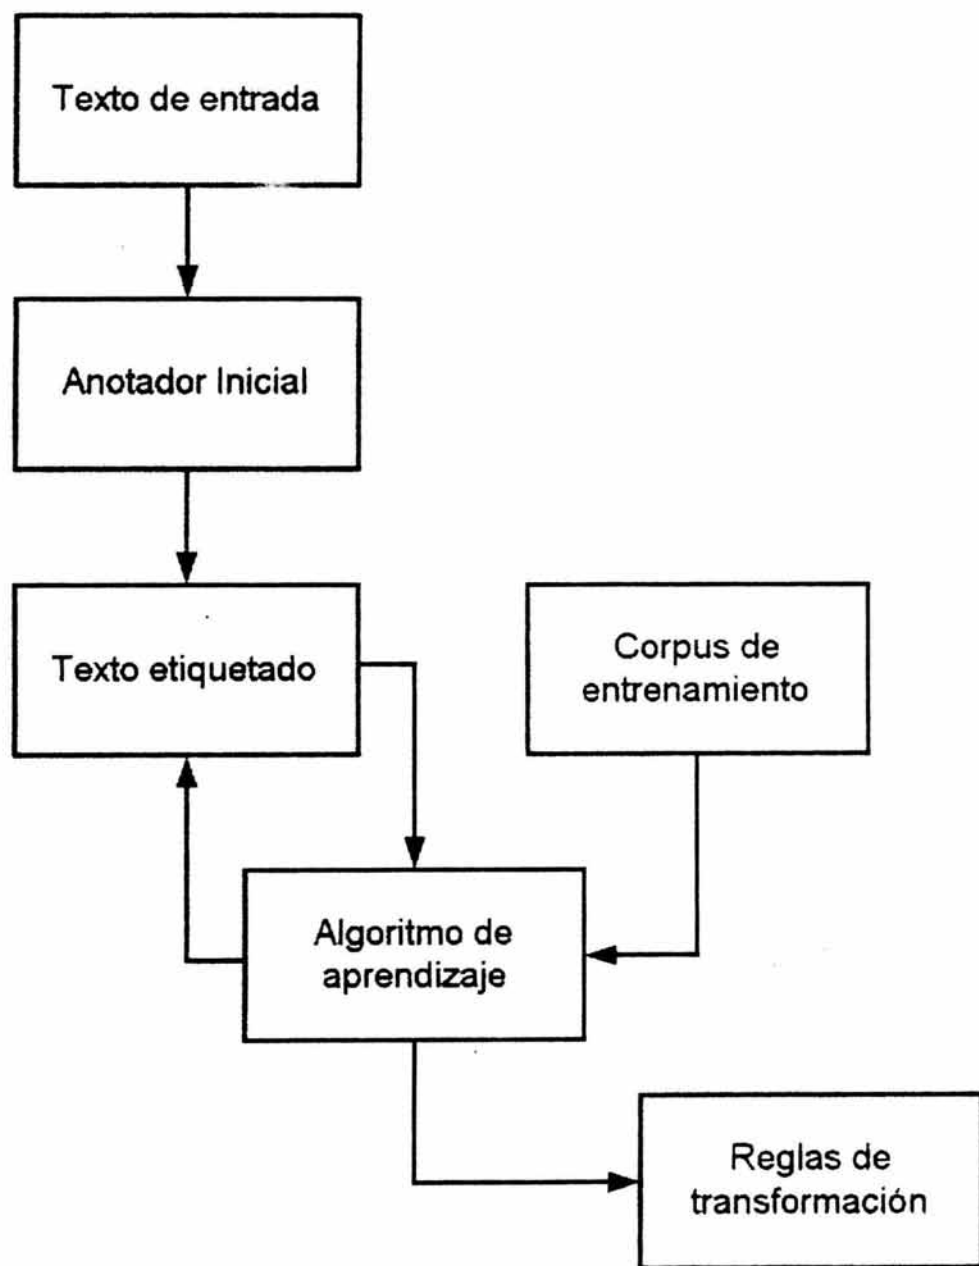 Texto de entrada
Anotador Inicial
Texto etiquetado
Corpus de
entrenamiento
Algoritmo de
aprendizaje
Reglas de
transformación